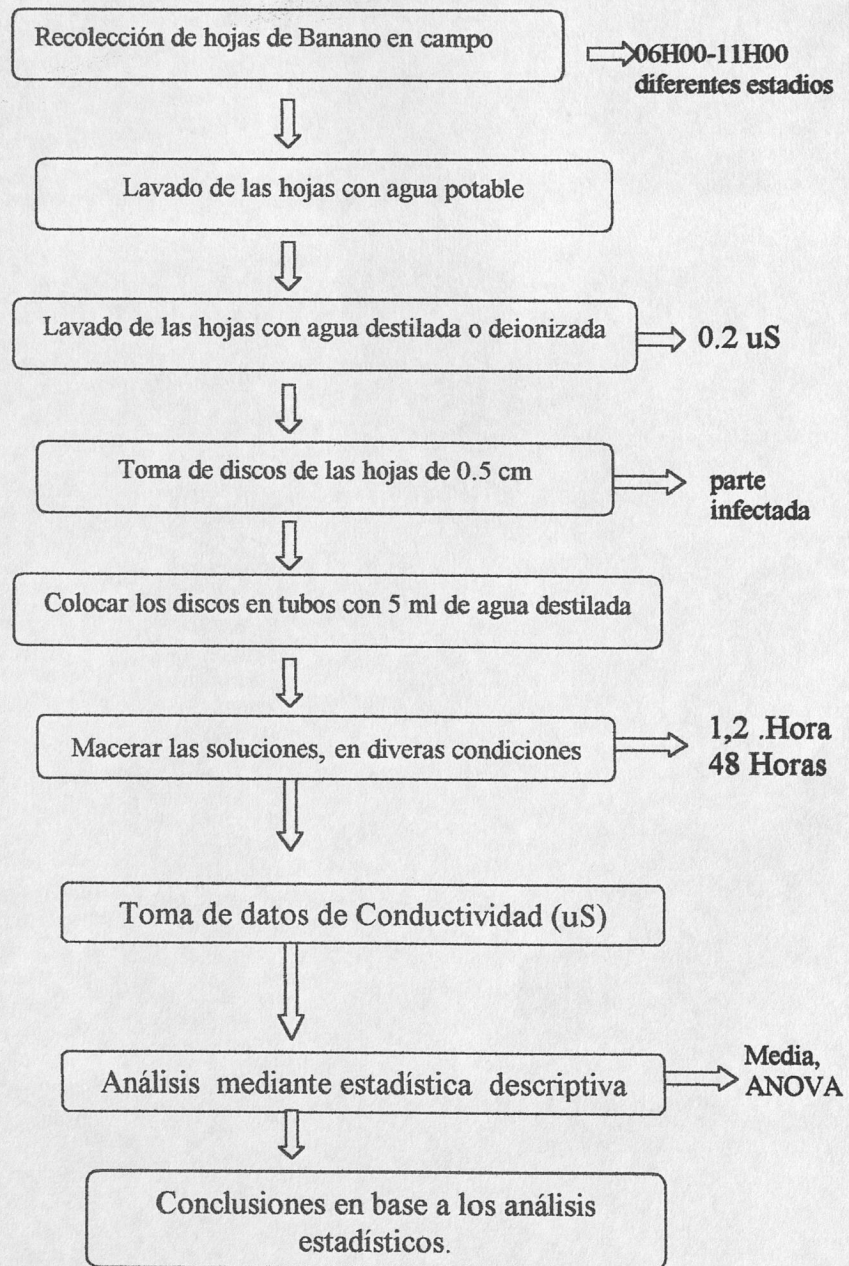 Recolección de hojas de Banano en campo
06H00-11H00
diferentes estadios
Lavado de las hojas con agua potable
Lavado de las hojas con agua destilada o deionizada
0.2 uS
Toma de discos de las hojas de 0.5 cm
parte
infectada
Colocar los discos en tubos con 5 ml de agua destilada
Macerar las soluciones, en diveras condiciones
1,2 .Hora
48 Horas
Toma de datos de Conductividad (uS)
Análisis mediante estadística descriptiva
Media,
ANOVA
Conclusiones en base a los análisis
estadísticos.